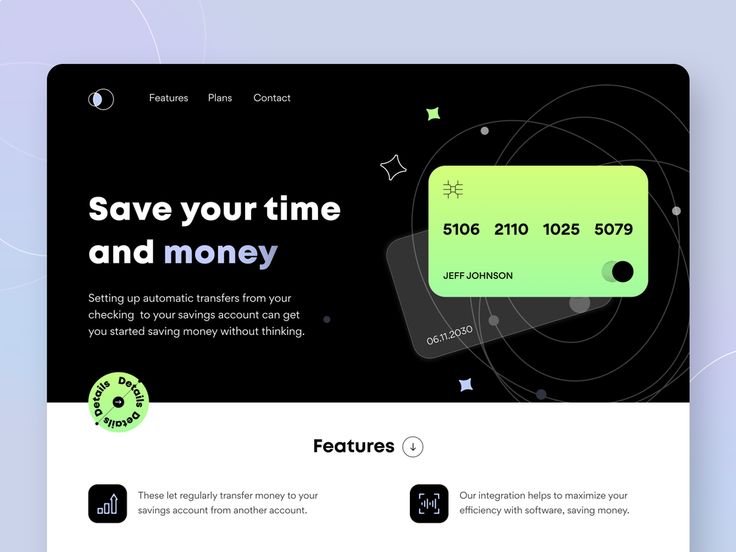 Features Plans Contact
Save your time
and money
Setting up automatic transfers from your
checking to your savings account can get
you started saving money without thinking.
5106 2110 1025 5079
JEFF JOHNSON
06.11.2030
Details Details Details Details
Features
These let regularly transfer money to your
savings account from another account.
Our integration helps to maximize your
efficiency with software, saving money.